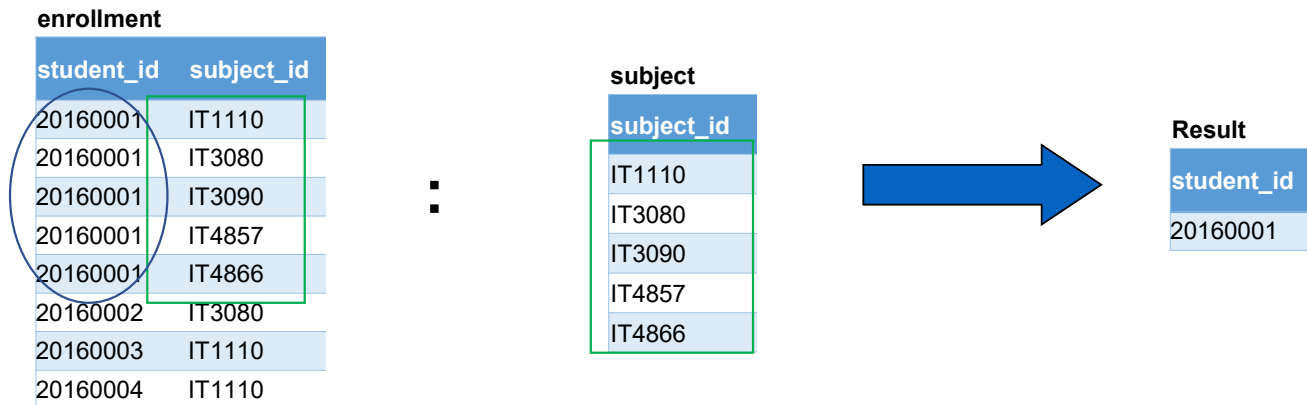 enrollment
student_id subject_id
20160001 IT1110
20160001 IT3080
20160001 IT3090
20160001 IT4857
20160001 IT4866
20160002 IT3080
20160003 IT1110
20160004 IT1110
:
subject
subject_id
IT1110
IT3080
IT3090
IT4857
IT4866
Result
student_id
20160001